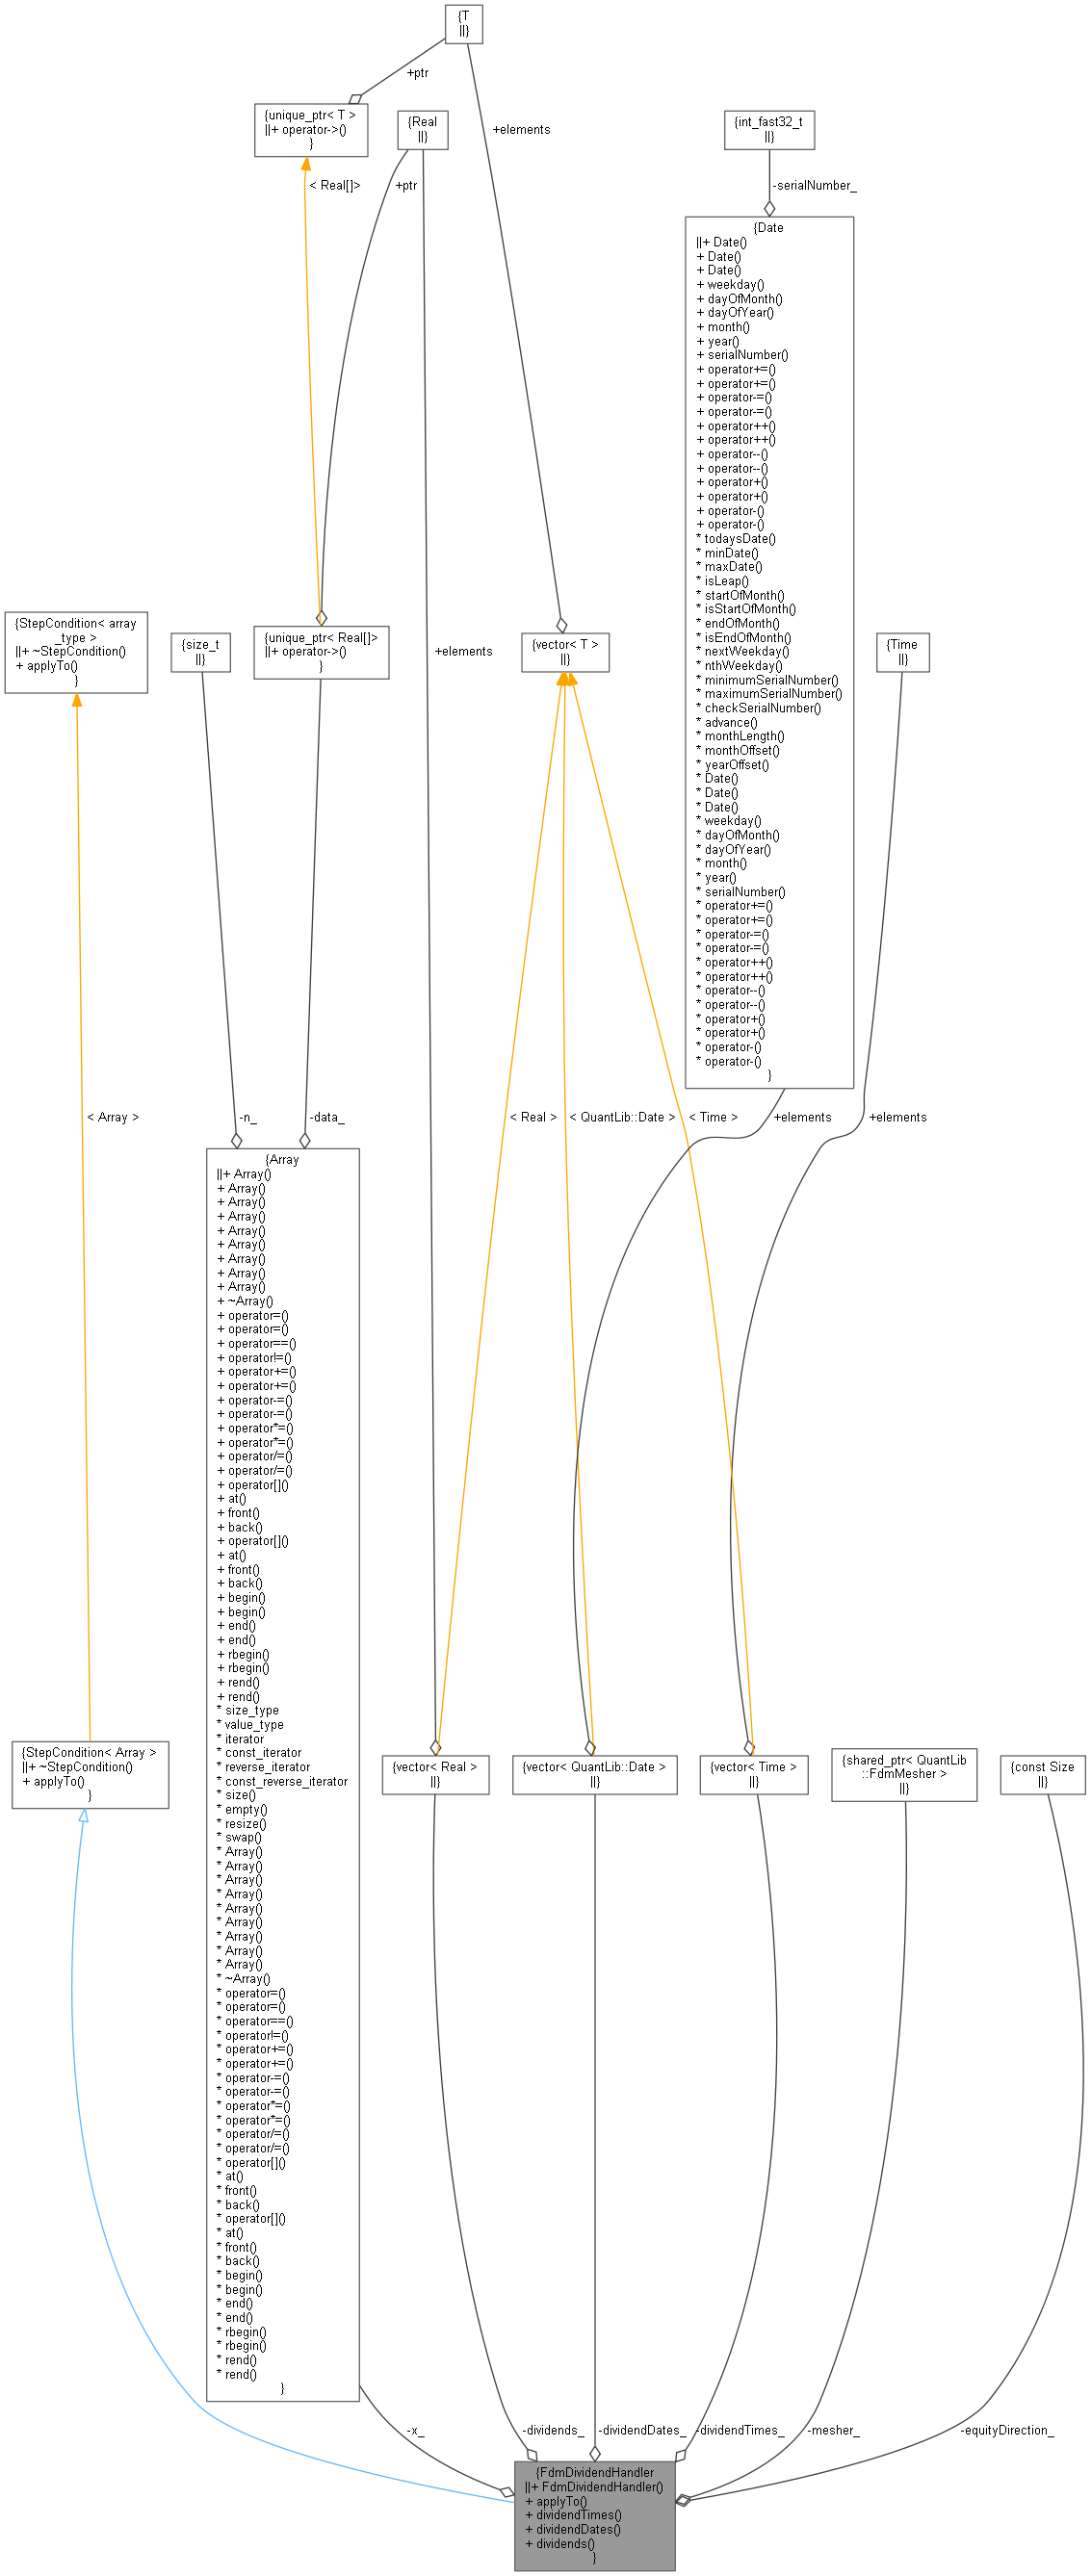 {T
||}
+ptr
{unique_ptr< T >
||+ operator->()
}
{Real
||}
+elements
{int_fast32_t
||}
< Real[]>
+ptr
-serialNumber_
{Date
||+ Date()
+ Date()
+ Date()
+ weekday()
+ dayOfMonth()
+ dayOfYear()
+ month()
+ year()
+ serialNumber()
+ operator+=()
+ operator+=()
+ operator-=()
+ operator-=()
+ operator++()
+ operator++()
+ operator--()
+ operator--()
+ operator+()
+ operator+()
+ operator-()
+ operator-()
* todaysDate()
* minDate()
* maxDate()
* isLeap()
* startOfMonth()
* isStartOfMonth()
* endOfMonth()
* isEndOfMonth()
* nextWeekday()
* nthWeekday()
* minimumSerialNumber()
* maximumSerialNumber()
* checkSerialNumber()
* advance()
* monthLength()
* monthOffset()
* yearOffset()
* Date()
* Date()
* Date()
* weekday()
* dayOfMonth()
* dayOfYear()
* month()
* year()
* serialNumber()
* operator+=()
* operator+=()
* operator-=()
* operator-=()
* operator++()
* operator++()
* operator--()
* operator--()
* operator+()
* operator+()
* operator-()
* operator-()
}
{StepCondition< array
_type >
||+ ~StepCondition()
+ applyTo()
}
{size_t
||}
{unique_ptr< Real[]>
||+ operator->()
}
+elements
{vector< T >
||}
{Time
||}
< Array >
-n_
-data_
< Real >
< QuantLib::Date >
< Time >
+elements
+elements
{Array
||+ Array()
+ Array()
+ Array()
+ Array()
+ Array()
+ Array()
+ Array()
+ Array()
+ Array()
+ ~Array()
+ operator=()
+ operator=()
+ operator==()
+ operator!=()
+ operator+=()
+ operator+=()
+ operator-=()
+ operator-=()
+ operator*=()
+ operator*=()
+ operator/=()
+ operator/=()
+ operator[]()
+ at()
+ front()
+ back()
+ operator[]()
+ at()
+ front()
+ back()
+ begin()
+ begin()
+ end()
+ end()
+ rbegin()
+ rbegin()
+ rend()
+ rend()
* size_type
* value_type
* iterator
* const_iterator
* reverse_iterator
* const_reverse_iterator
* size()
* empty()
* resize()
* swap()
* Array()
* Array()
* Array()
* Array()
* Array()
* Array()
* Array()
* Array()
* Array()
* ~Array()
* operator=()
* operator=()
* operator==()
* operator!=()
* operator+=()
* operator+=()
* operator-=()
* operator-=()
* operator*=()
* operator*=()
* operator/=()
* operator/=()
* operator[]()
* at()
* front()
* back()
* operator[]()
* at()
* front()
* back()
* begin()
* begin()
* end()
* end()
* rbegin()
* rbegin()
* rend()
* rend()
}
{StepCondition< Array >
||+ ~StepCondition()
+ applyTo()
}
{vector< Real >
||}
{vector< QuantLib::Date >
||}
{vector< Time >
||}
{shared_ptr< QuantLib
::FdmMesher >
||}
{const Size
||}
-x_
-dividends_
-dividendDates_
-dividendTimes_
-mesher_
-equityDirection_
{FdmDividendHandler
||+ FdmDividendHandler()
+ applyTo()
+ dividendTimes()
+ dividendDates()
+ dividends()
}